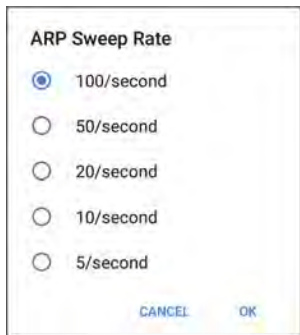 ARP Sweep Rate
100/second
50/second
20/second
10/second
5/second
CANCEL OK